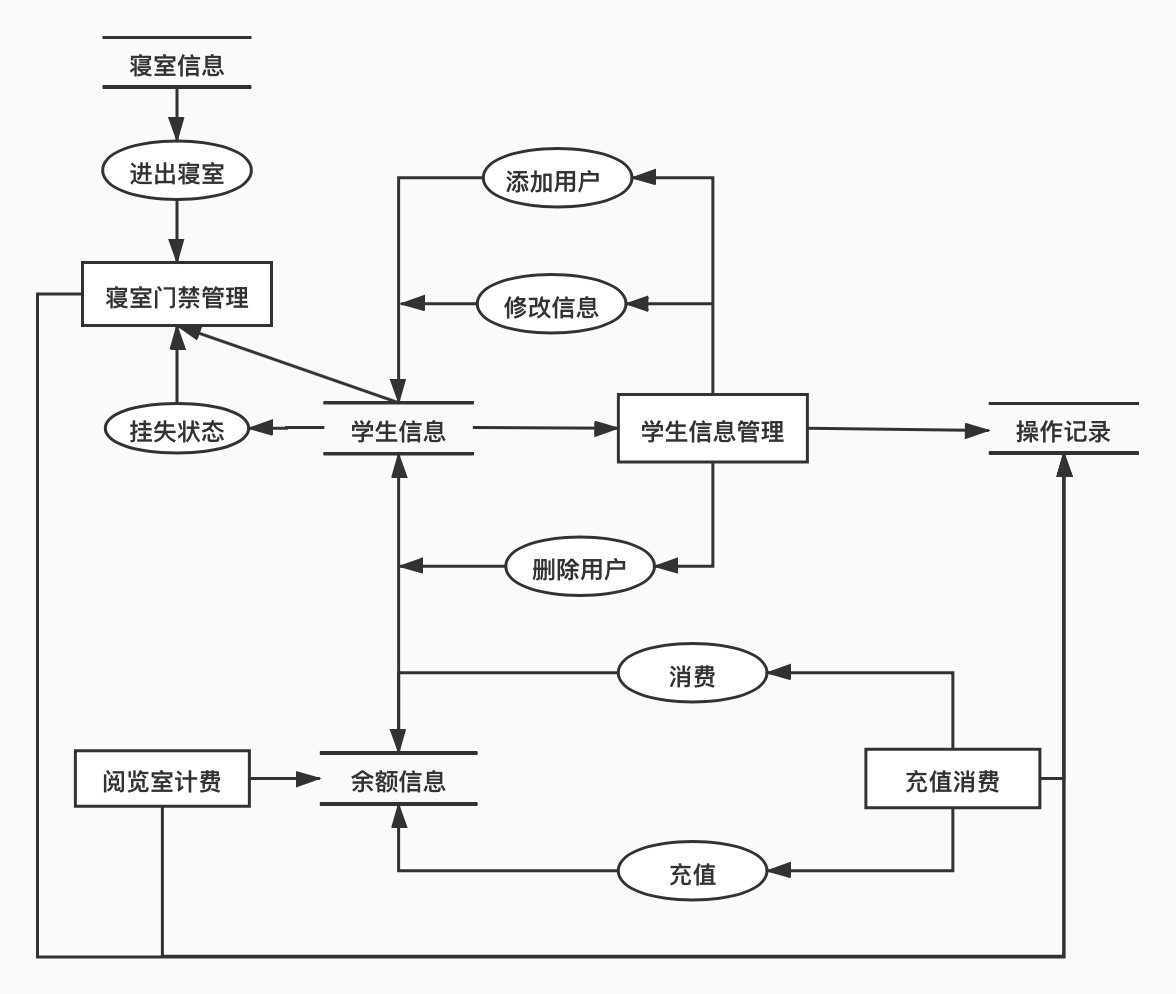 寝室信息
进出寝室
添加用户
寝室门禁管理
修改信息
挂失状态
学生信息
学生信息管理
操作记录
删除用户
消费
阅览室计费
余额信息
充值消费
充值